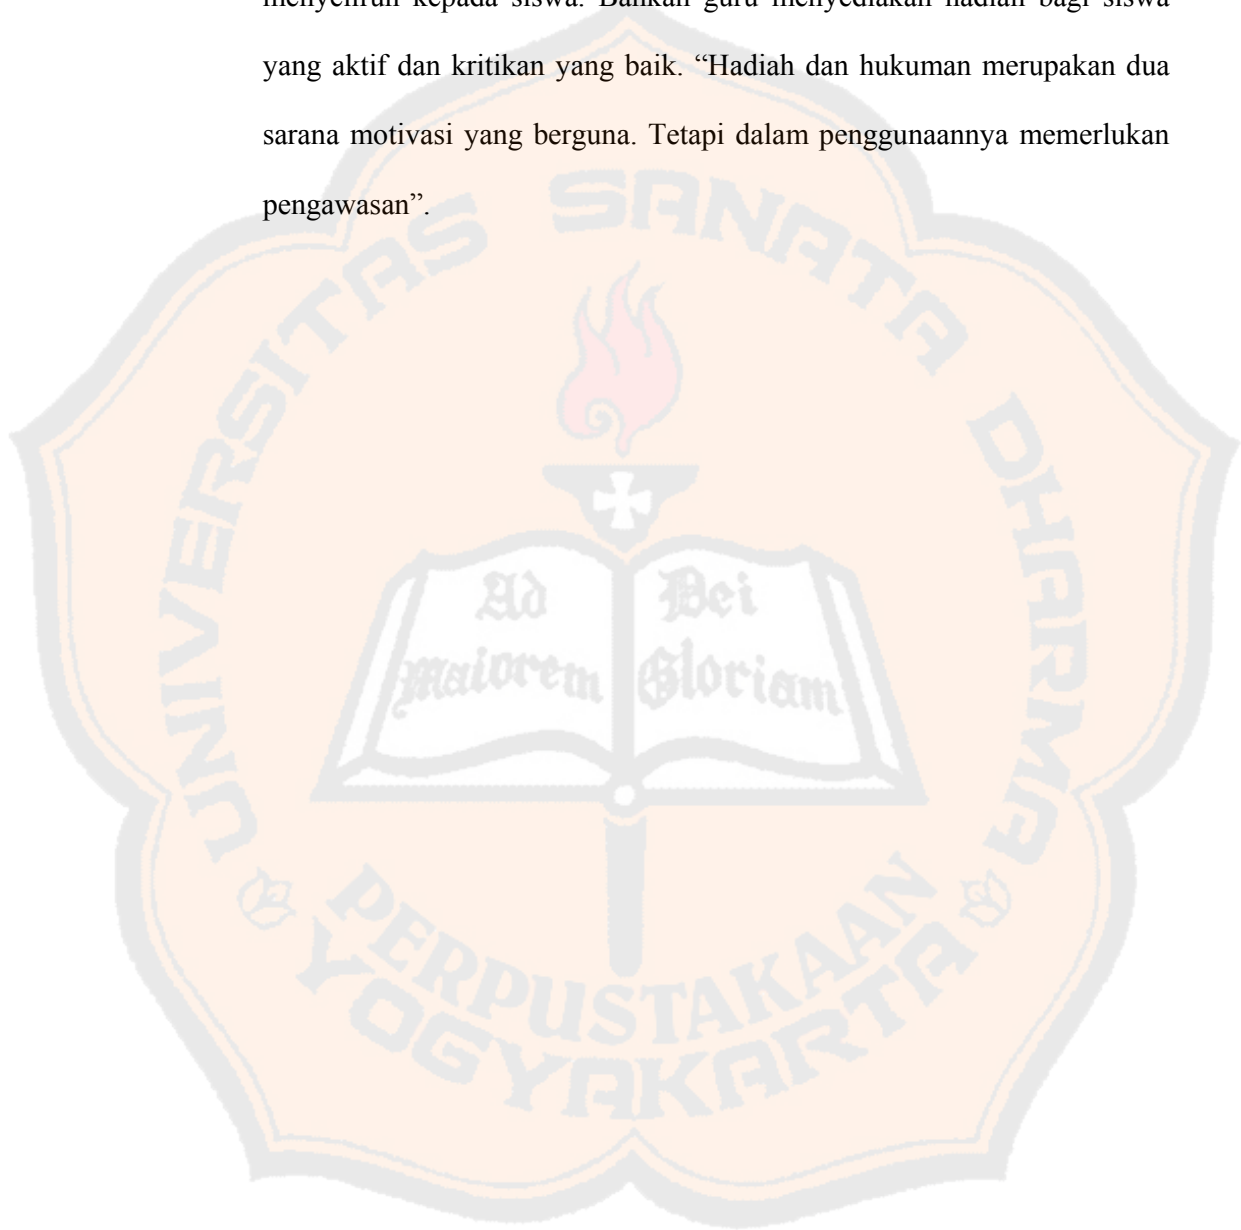 menyeluruh kepada siswa. Bahkan guru menyediakan hadiah bagi siswa
yang aktif dan kritikan yang baik. “Hadiah dan hukuman merupakan dua
sarana motivasi yang berguna. Tetapi dalam penggunaannya memerlukan
pengawasan”.
UNIVERSITAS SANATA DHARMA
Ad Dei
maiorem Gloriam
PERPUSTAKAAN
YOGYAKARTA